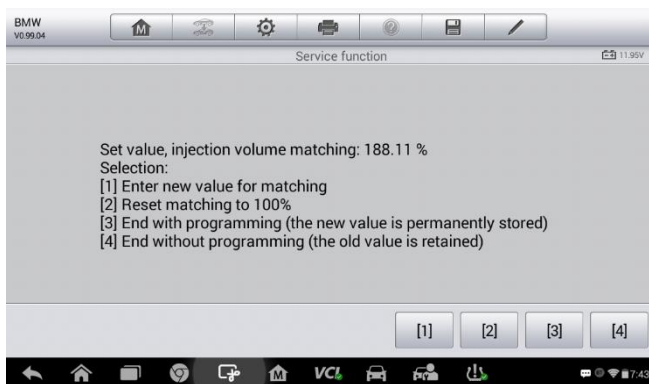 BMW
V0.99.04
M
Service function
11.95V
Set value, injection volume matching: 188.11 %
Selection:
[1] Enter new value for matching
[2] Reset matching to 100%
[3] End with programming (the new value is permanently stored)
[4] End without programming (the old value is retained)
[1] [2] [3] [4]
M VCI 7:43